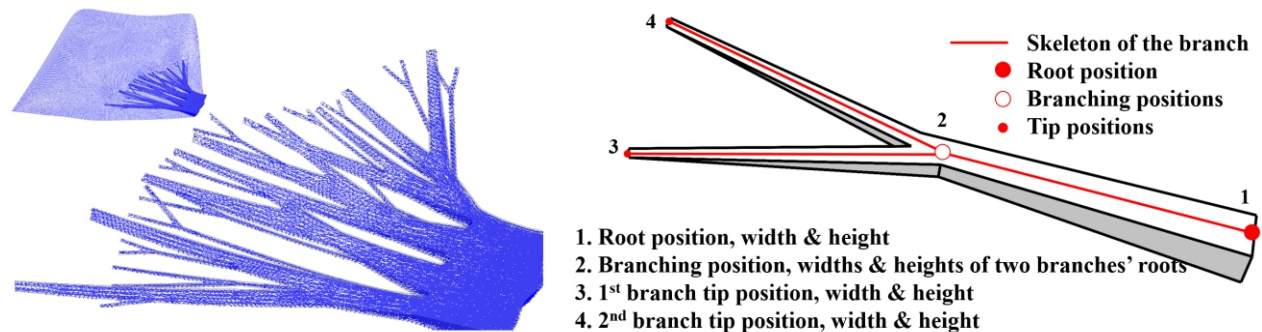 4
Skeleton of the branch
Root position
Branching positions
Tip positions
2
3
1
1. Root position, width & height
2. Branching position, widths & heights of two branches' roots
3. 1st branch tip position, width & height
4. 2nd branch tip position, width & height